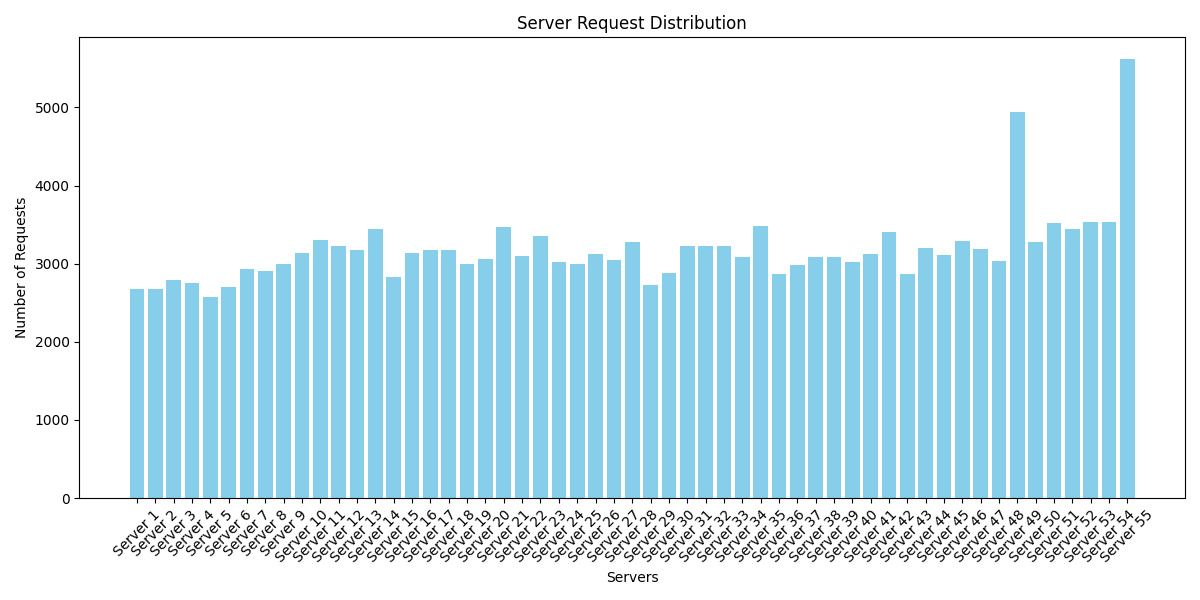 Server Request Distribution
Number of Requests
5000
4000
3000
2000
1000
0
Server 1
Server 2
Server 3
Server 4
Server 5
Server 6
Server 7
Server 8
Server 9
Server 10
Server 11
Server 12
Server 13
Server 14
Server 15
Server 16
Server 17
Server 18
Server 19
Server 20
Server 21
Server 22
Server 23
Server 24
Server 25
Server 26
Server 27
Server 28
Server 29
Server 30
Server 31
Server 32
Server 33
Server 34
Server 35
Server 36
Server 37
Server 38
Server 39
Server 40
Server 41
Server 42
Server 43
Server 44
Server 45
Server 46
Server 47
Server 48
Server 49
Server 50
Server 51
Server 52
Server 53
Server 54
Server 55
Servers